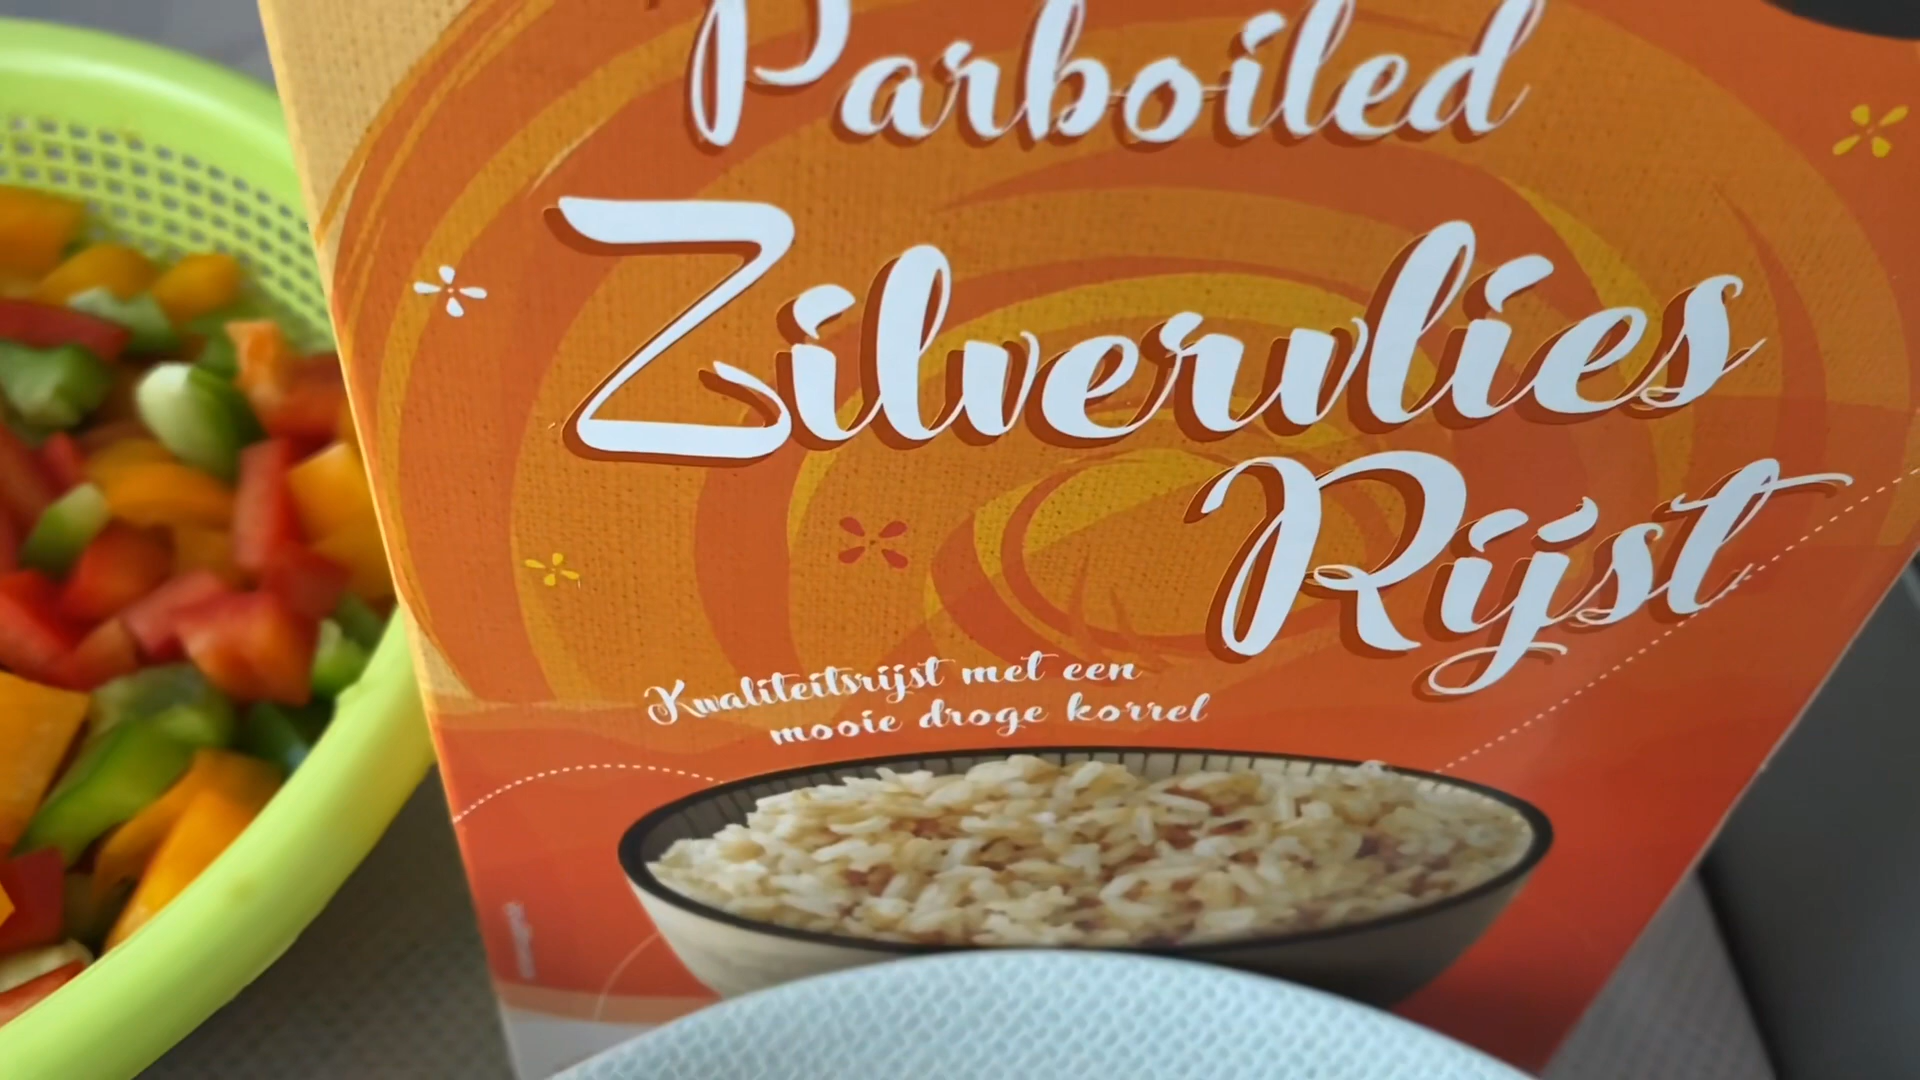 Parboiled
Zilvervlies
Rijst
Kwaliteitsrijst met een
mooie droge korrel